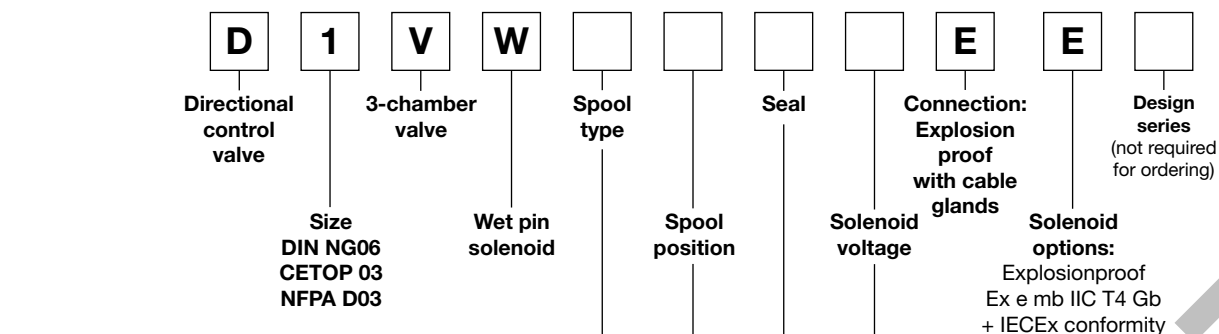 D 1 V W E E
Directional
control
valve
3-chamber
valve
Spool
type
Seal
Connection:
Explosion
proof
with cable
glands
Design
series
(not required
for ordering)
Size
DIN NG06
CETOP 03
NFPA D03
Wet pin
solenoid
Spool
position
Solenoid
voltage
Solenoid
options:
Explosionproof
Ex e mb IIC T4 Gb
+ IECEx conformity